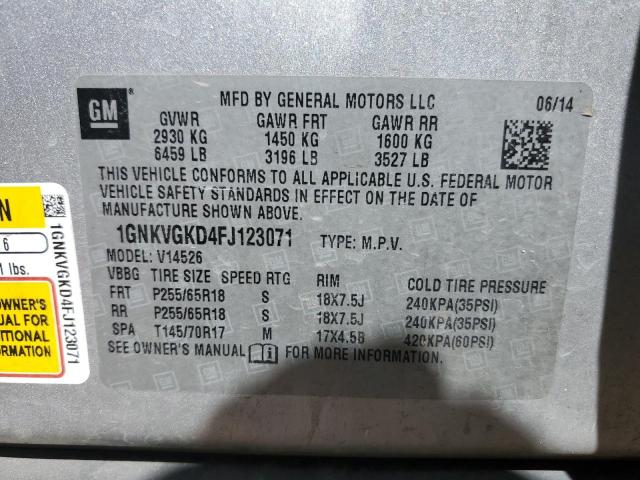 GM
MFD BY GENERAL MOTORS LLC 06/14
GVWR GAWR FRT GAWR RR
2930 KG 1450 KG 1600 KG
6459 LB 3196 LB 3527 LB
THIS VEHICLE CONFORMS TO ALL APPLICABLE U.S. FEDERAL MOTOR
VEHICLE SAFETY STANDARDS IN EFFECT ON THE DATE OF
MANUFACTURE SHOWN ABOVE.
1GNKVGKD4FJ123071 TYPE: M.P.V.
MODEL: V14526
VBBG TIRE SIZE SPEED RTG RIM COLD TIRE PRESSURE
FRT P255/65R18 S 18X7.5J 240KPA(35PSI)
RR P255/65R18 S 18X7.5J 240KPA(35PSI)
SPA T145/70R17 M 17X4.5B 420KPA(60PSI)
SEE OWNER'S MANUAL i FOR MORE INFORMATION.
N
6
lbs.
OWNER'S
UAL FOR
ITIONAL
RMATION
1GNKVGKD4FJ123071